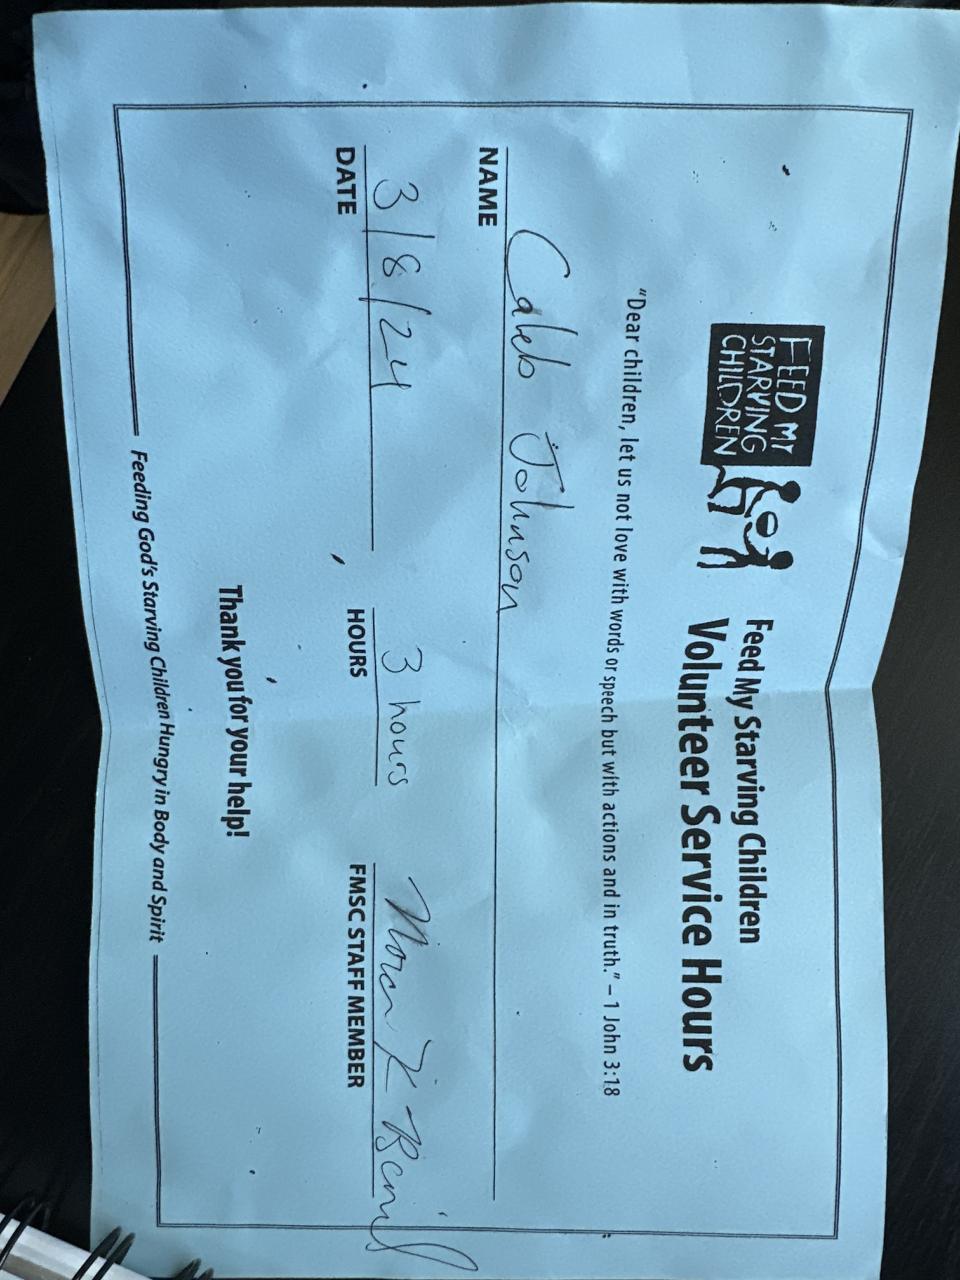 FEED MY
STARVING
CHILDREN
Feed My Starving Children
Volunteer Service Hours
"Dear children, let us not love with words or speech but with actions and in truth." – 1 John 3:18
Caleb Johnson
NAME
3/8/24 3 hours
DATE HOURS FMSC STAFF MEMBER
Thank you for your help!
Feeding God's Starving Children Hungry in Body and Spirit